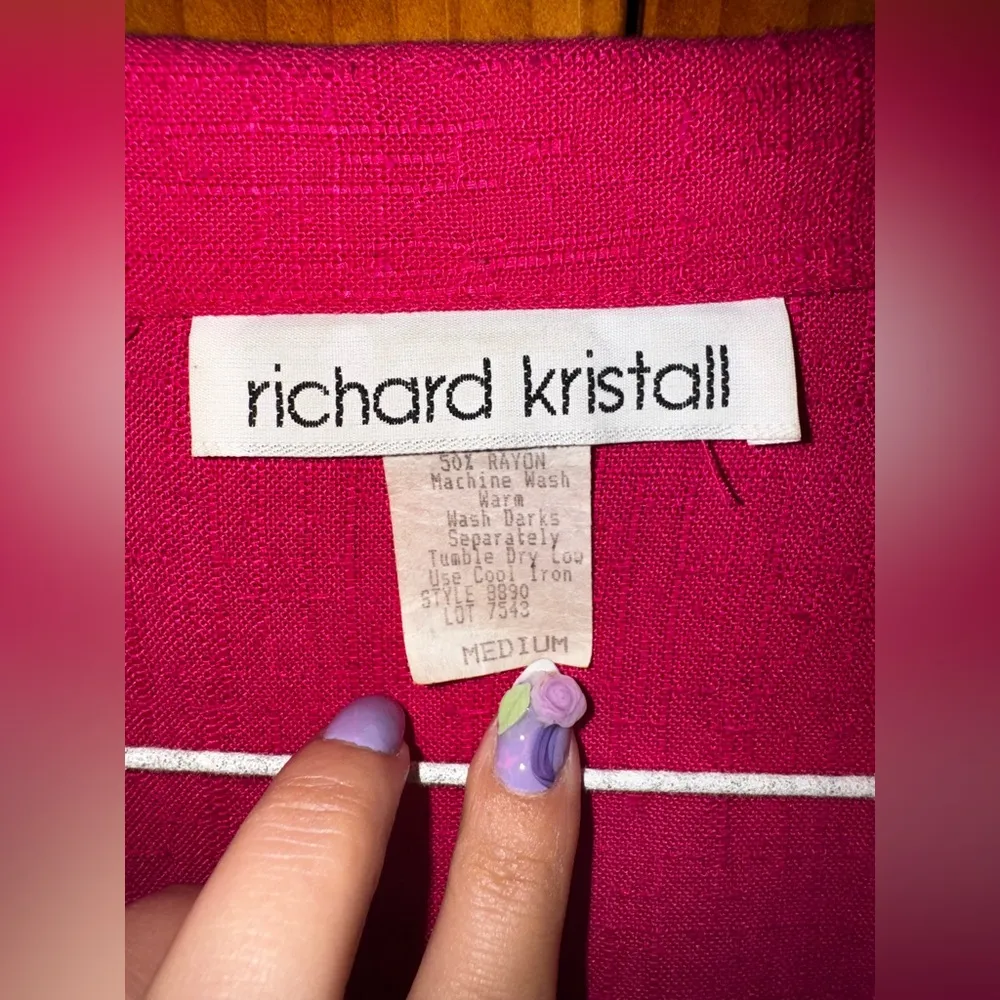 richard kristall
50% RAYON
Machine Wash
Warm
Wash Darks
Separately
Tumble Dry Low
Use Cool Iron
STYLE 8890
LOT 7543
MEDIUM